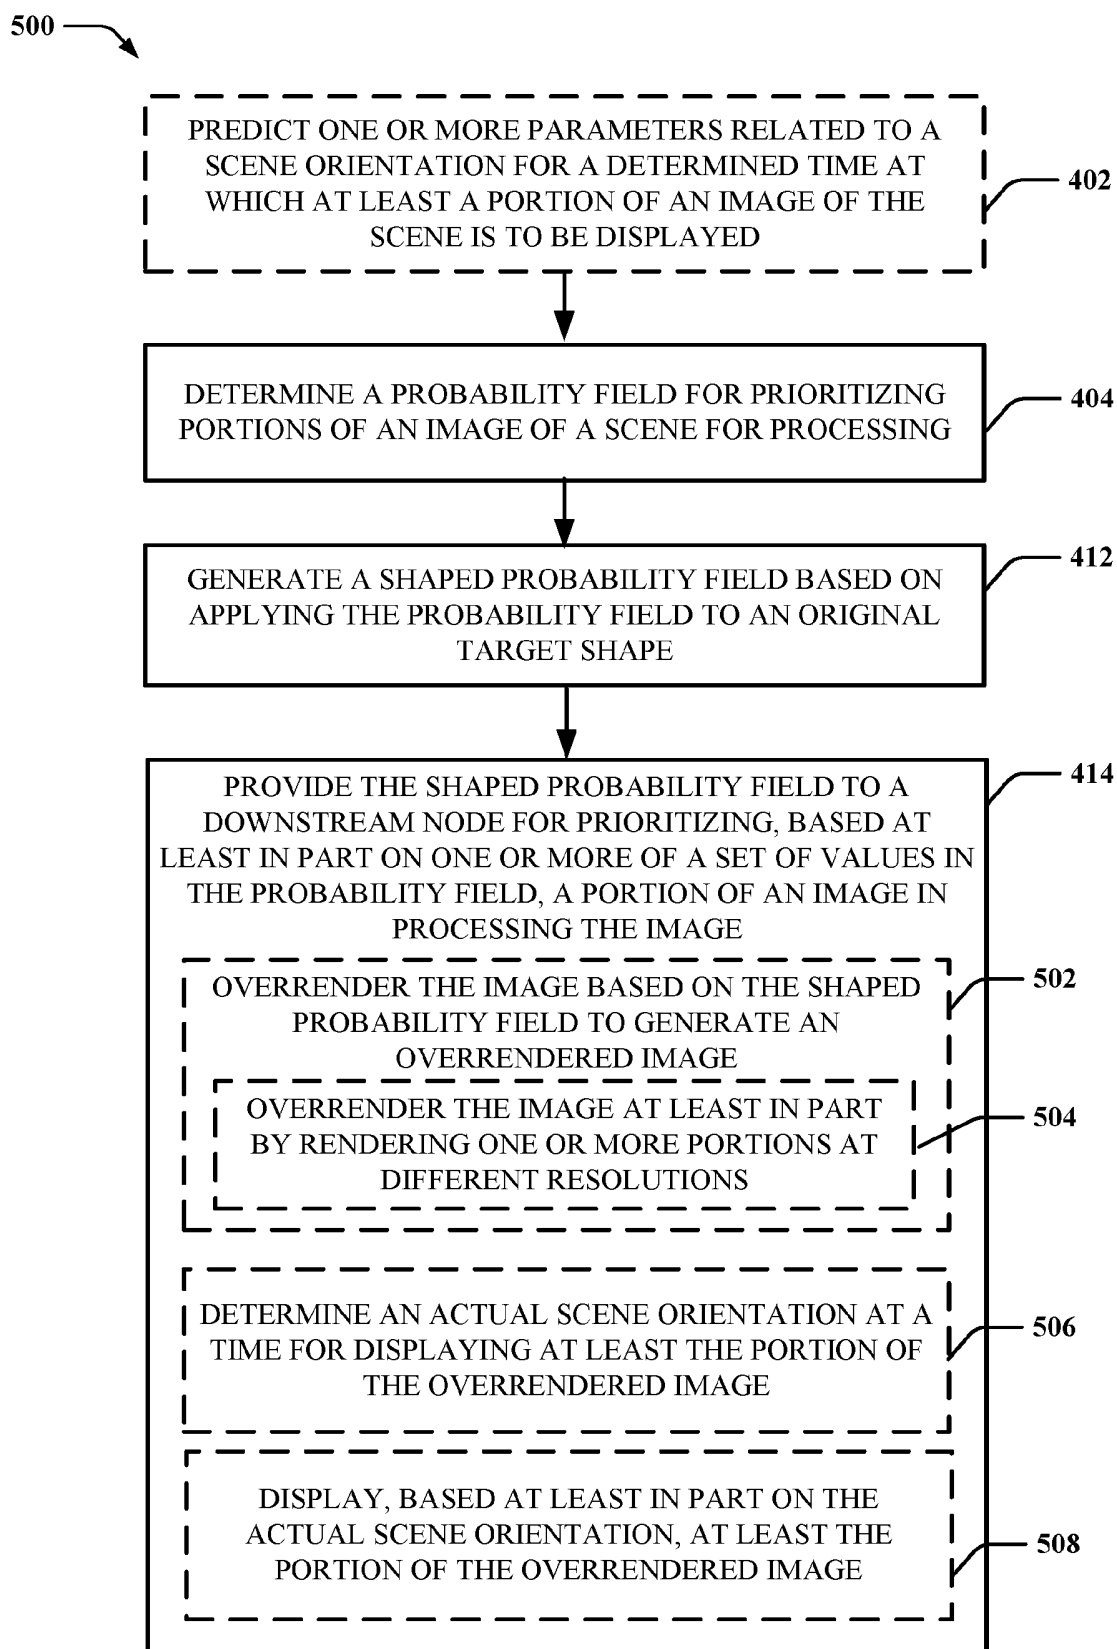 500
PREDICT ONE OR MORE PARAMETERS RELATED TO A
SCENE ORIENTATION FOR A DETERMINED TIME AT
WHICH AT LEAST A PORTION OF AN IMAGE OF THE
SCENE IS TO BE DISPLAYED
402
DETERMINE A PROBABILITY FIELD FOR PRIORITIZING
PORTIONS OF AN IMAGE OF A SCENE FOR PROCESSING
404
GENERATE A SHAPED PROBABILITY FIELD BASED ON
APPLYING THE PROBABILITY FIELD TO AN ORIGINAL
TARGET SHAPE
412
PROVIDE THE SHAPED PROBABILITY FIELD TO A
DOWNSTREAM NODE FOR PRIORITIZING, BASED AT
LEAST IN PART ON ONE OR MORE OF A SET OF VALUES IN
THE PROBABILITY FIELD, A PORTION OF AN IMAGE IN
PROCESSING THE IMAGE
414
OVERRENDER THE IMAGE BASED ON THE SHAPED
PROBABILITY FIELD TO GENERATE AN
OVERRENDERED IMAGE
502
OVERRENDER THE IMAGE AT LEAST IN PART
BY RENDERING ONE OR MORE PORTIONS AT
DIFFERENT RESOLUTIONS
504
DETERMINE AN ACTUAL SCENE ORIENTATION AT A
TIME FOR DISPLAYING AT LEAST THE PORTION OF
THE OVERRENDERED IMAGE
506
DISPLAY, BASED AT LEAST IN PART ON THE
ACTUAL SCENE ORIENTATION, AT LEAST THE
PORTION OF THE OVERRENDERED IMAGE
508